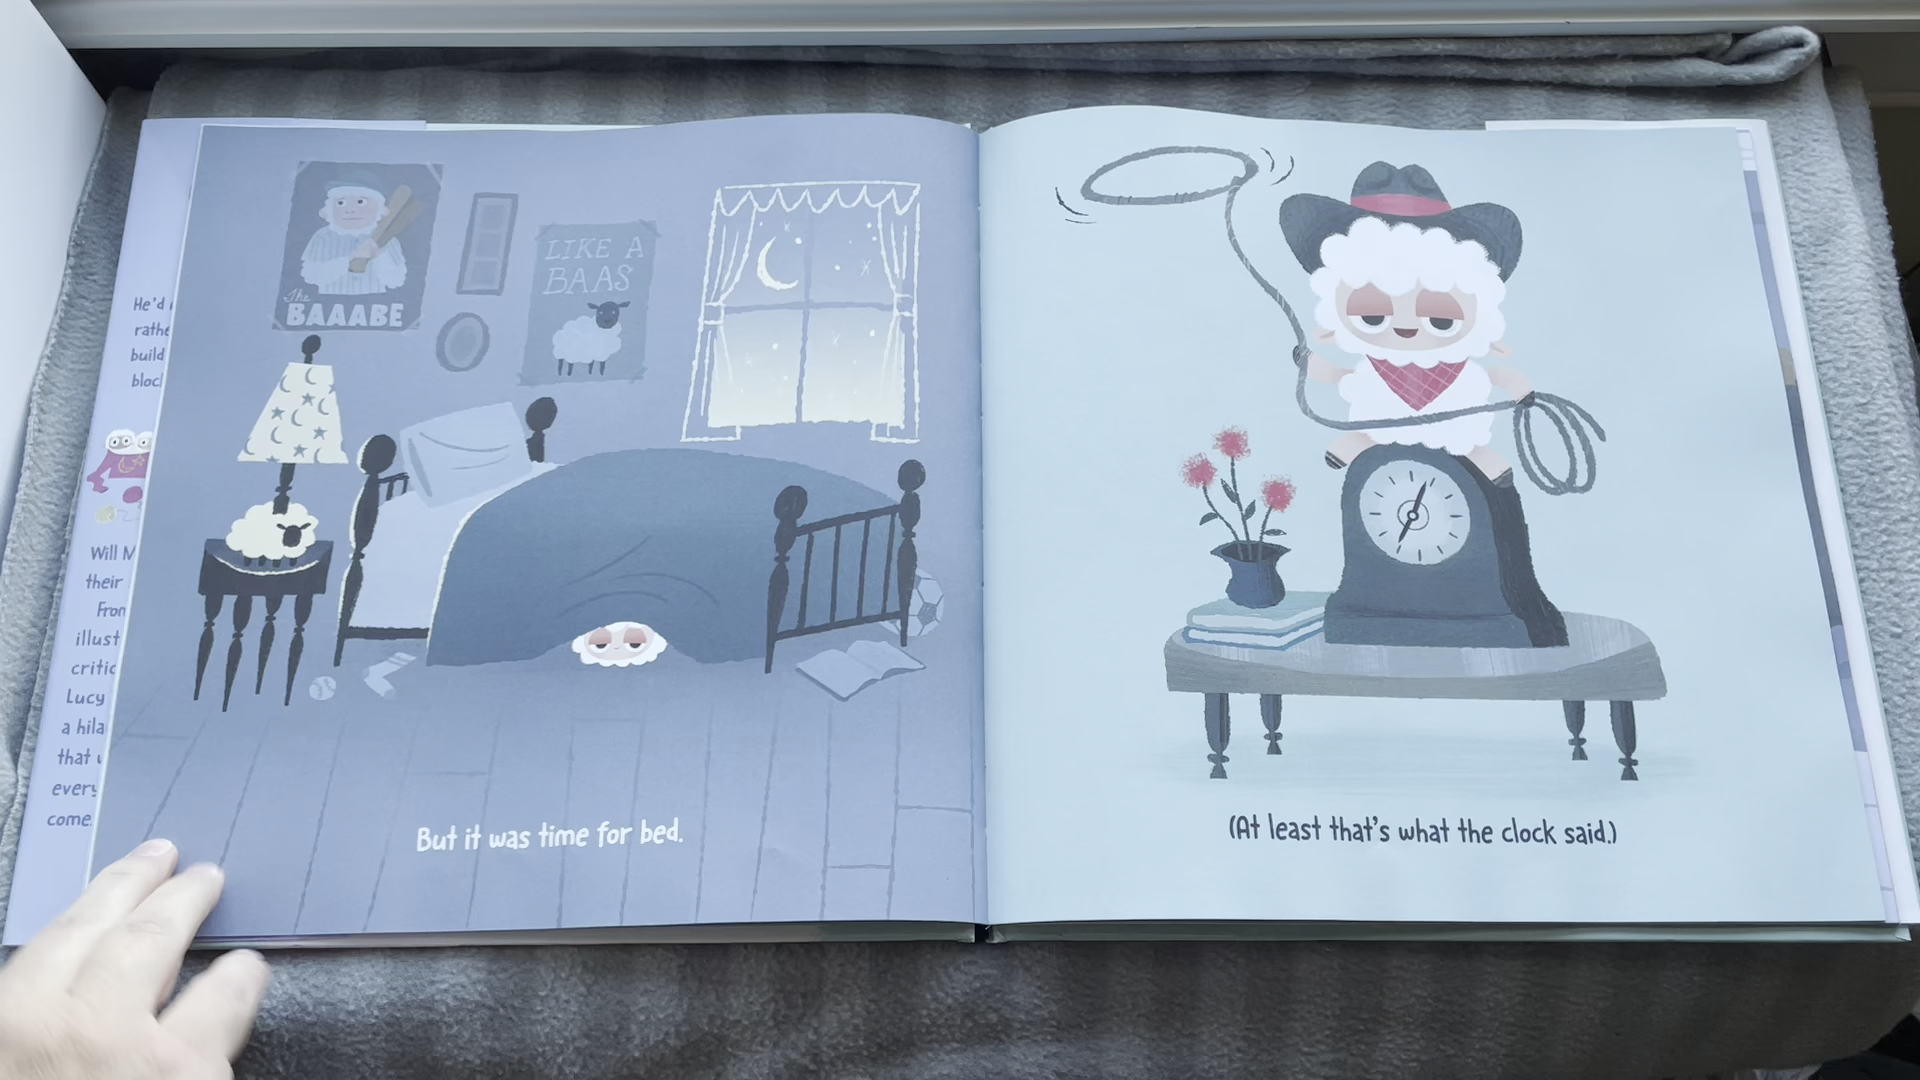 He'd
rathe
build
bloc
Will M
their
From
illust
critic
Lucy
a hila
that
every
come
The
BAAABE
LIKE A
BAAS
But it was time for bed.
(At least that's what the clock said.)